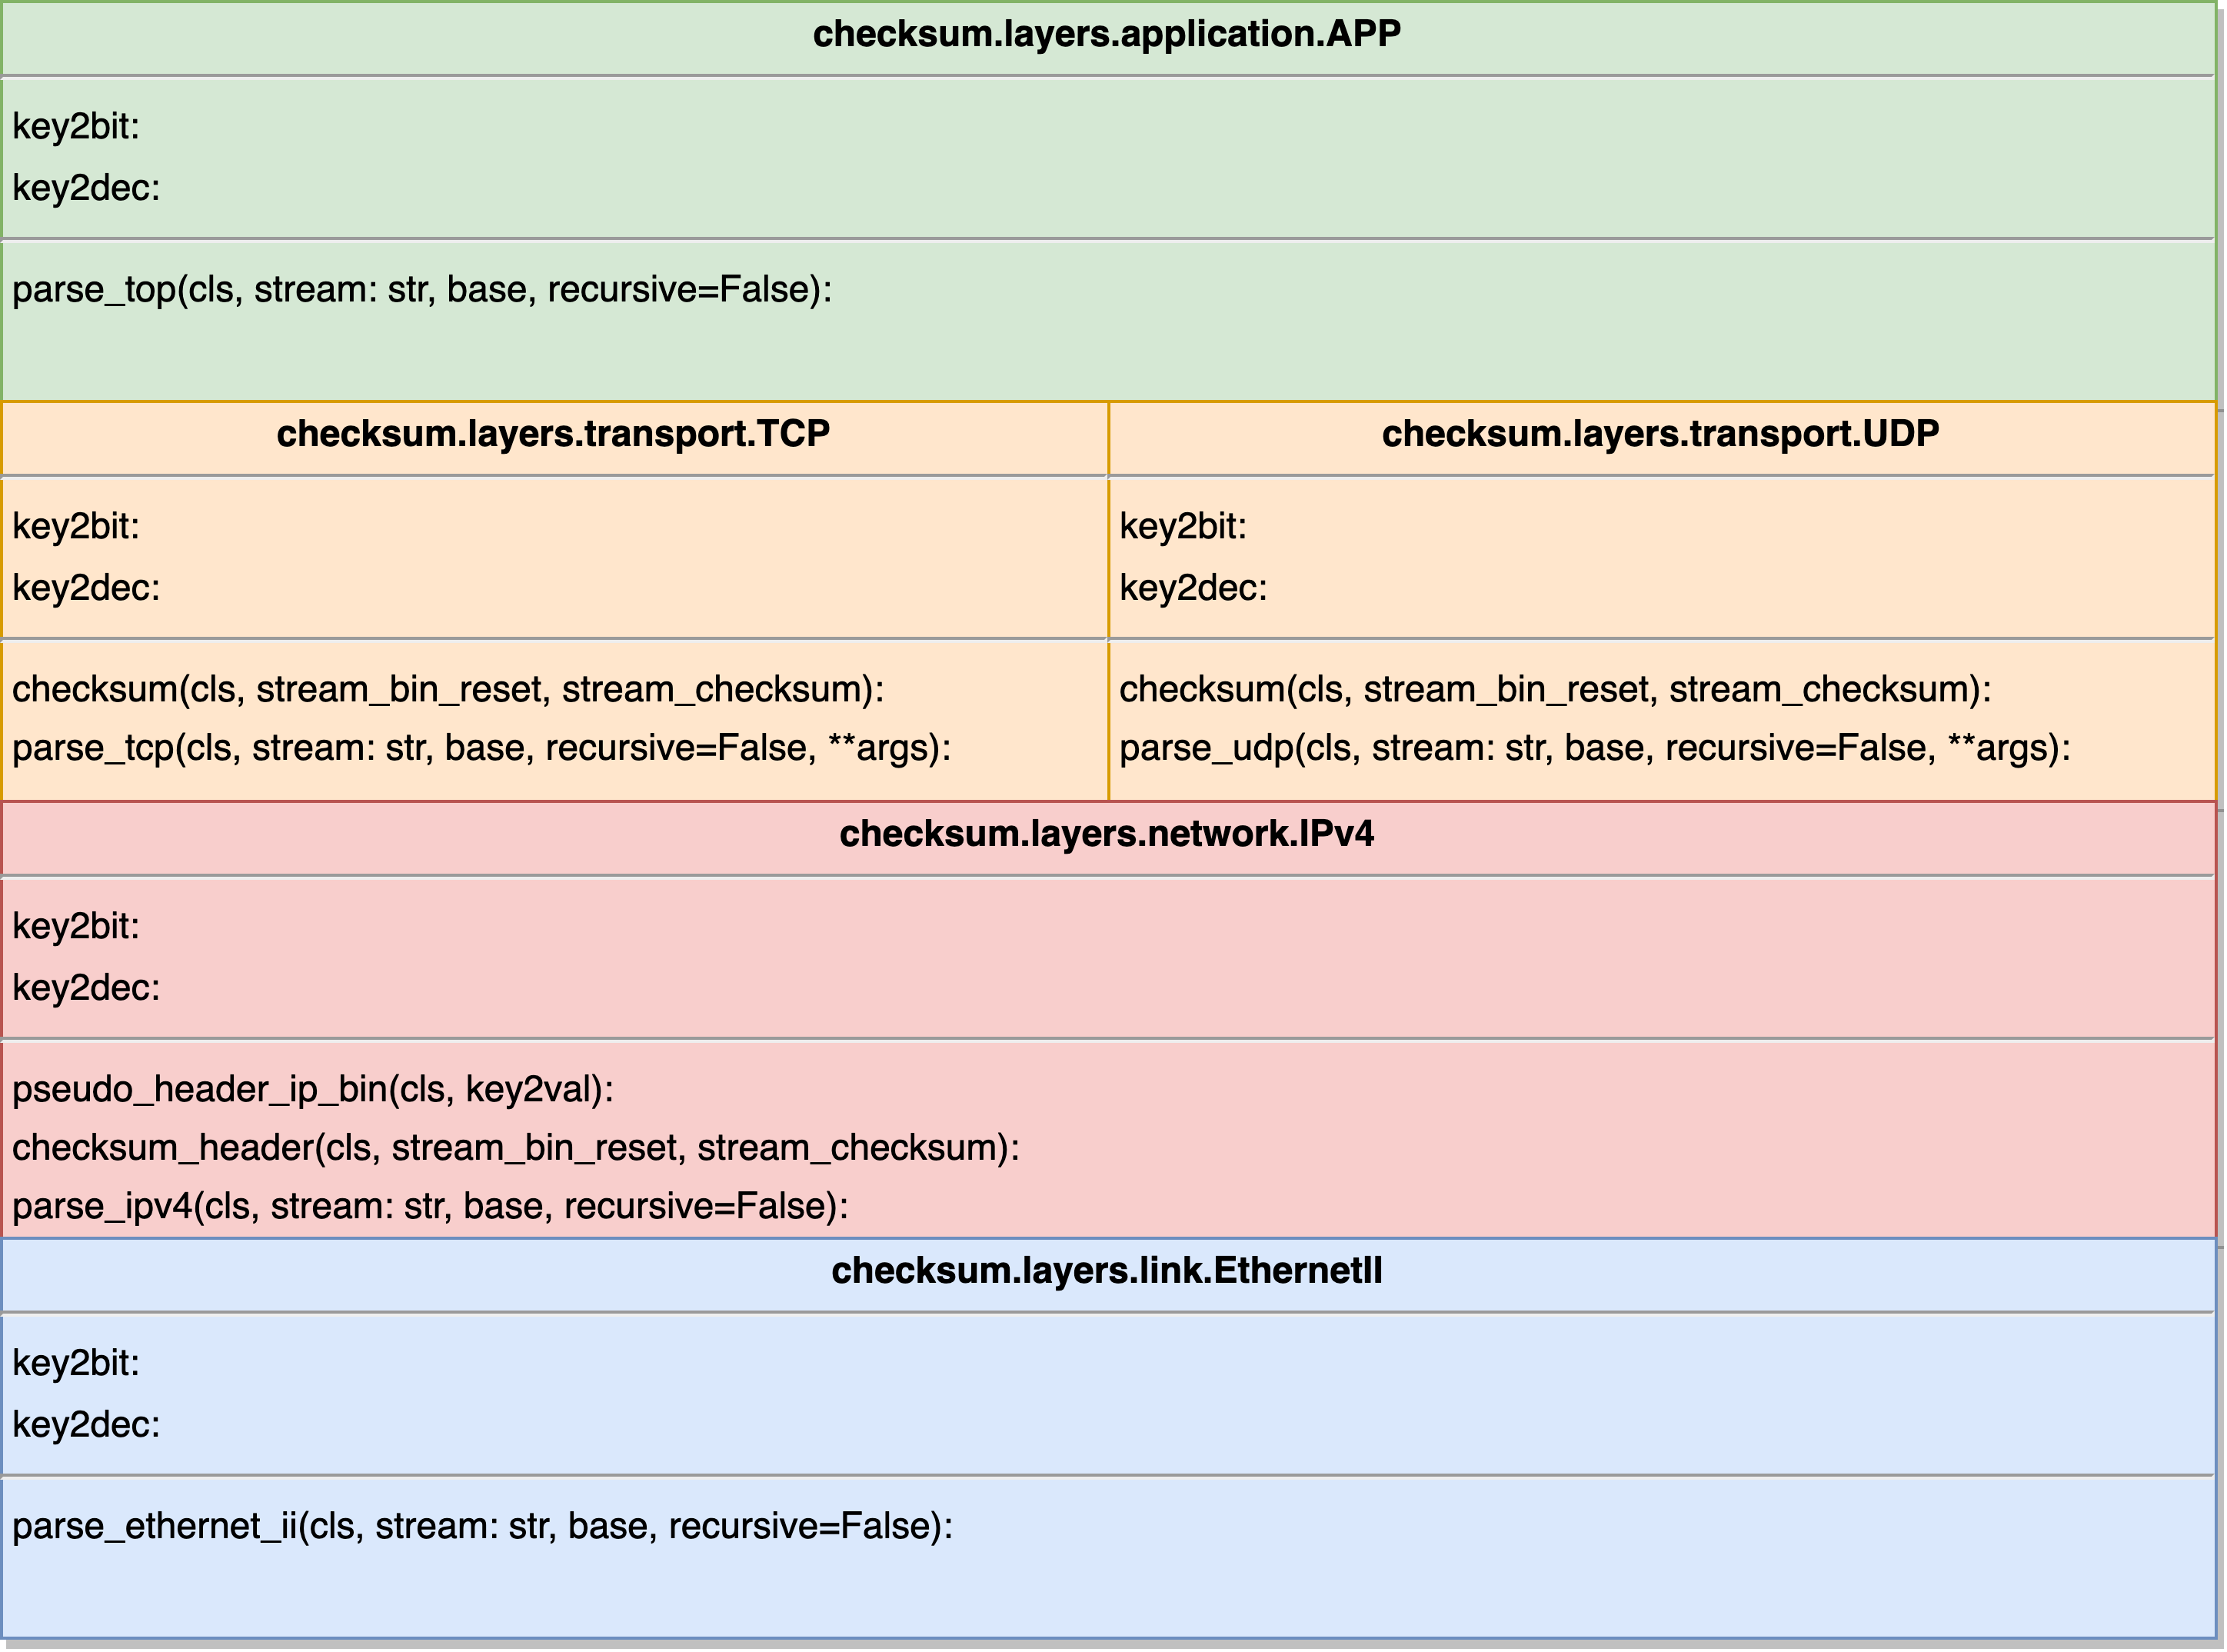 checksum.layers.application.APP
key2bit:
key2dec:
parse_top(cls, stream: str, base, recursive=False):
checksum.layers.transport.TCP
key2bit:
key2dec:
checksum(cls, stream_bin_reset, stream_checksum):
parse_tcp(cls, stream: str, base, recursive=False, **args):
checksum.layers.transport.UDP
key2bit:
key2dec:
checksum(cls, stream_bin_reset, stream_checksum):
parse_udp(cls, stream: str, base, recursive=False, **args):
checksum.layers.network.IPv4
key2bit:
key2dec:
pseudo_header_ip_bin(cls, key2val):
checksum_header(cls, stream_bin_reset, stream_checksum):
parse_ipv4(cls, stream: str, base, recursive=False):
checksum.layers.link.EthernetII
key2bit:
key2dec:
parse_ethernet_ii(cls, stream: str, base, recursive=False):